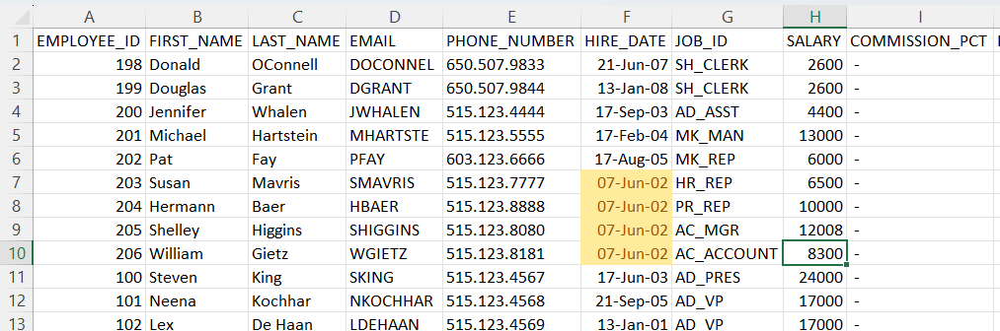 A B C D E F G H I
1 EMPLOYEE_ID FIRST_NAME LAST_NAME EMAIL PHONE_NUMBER HIRE_DATE JOB_ID SALARY COMMISSION_PCT
2 198 Donald OConnell DOCONNEL 650.507.9833 21-Jun-07 SH_CLERK 2600 -
3 199 Douglas Grant DGRANT 650.507.9844 13-Jan-08 SH_CLERK 2600 -
4 200 Jennifer Whalen JWHALEN 515.123.4444 17-Sep-03 AD_ASST 4400 -
5 201 Michael Hartstein MHARTSTE 515.123.5555 17-Feb-04 MK_MAN 13000 -
6 202 Pat Fay PFAY 603.123.6666 17-Aug-05 MK_REP 6000 -
7 203 Susan Mavris SMAVRIS 515.123.7777 07-Jun-02 HR_REP 6500 -
8 204 Hermann Baer HBAER 515.123.8888 07-Jun-02 PR_REP 10000 -
9 205 Shelley Higgins SHIGGINS 515.123.8080 07-Jun-02 AC_MGR 12008 -
10 206 William Gietz WGIETZ 515.123.8181 07-Jun-02 AC_ACCOUNT 8300 -
11 100 Steven King SKING 515.123.4567 17-Jun-03 AD_PRES 24000 -
12 101 Neena Kochhar NKOCHHAR 515.123.4568 21-Sep-05 AD_VP 17000 -
13 102 Lex De Haan LDEHAAN 515.123.4569 13-Jan-01 AD_VP 17000 -